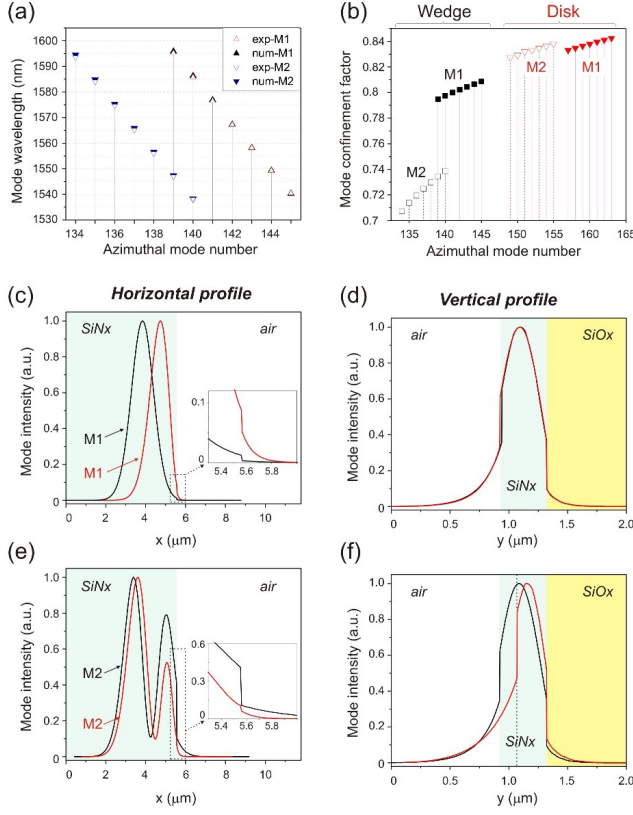 (a)
Mode wavelength (nm)
1600
1590
1580
1570
1560
1550
1540
1530
exp-M1
num-M1
exp-M2
num-M2
134 136 138 140 142 144
Azimuthal mode number
(b)
Wedge Disk
Mode confinement factor
0.84
0.8
0.76
0.72
0.7
M1
M2
M2
M1
135 140 145 150 155 160 165
Azimuthal mode number
(c)
Horizontal profile
Mode intensity (a.u.)
1.0
0.8
0.6
0.4
0.2
0.0
SiNx air
M1
M1
0.1
0
5.4 5.6 5.8
0 2 4 6 8 10
x (μm)
(d)
Vertical profile
Mode intensity (a.u.)
1.0
0.8
0.6
0.4
0.2
0.0
air SiOx
SiNx
0 0.5 1.0 1.5 2.0
y (μm)
(e)
Mode intensity (a.u.)
1.0
0.8
0.6
0.4
0.2
0.0
SiNx air
M2
M2
0.6
0.4
0.2
0
5.4 5.6 5.8
0 2 4 6 8 10
x (μm)
(f)
Mode intensity (a.u.)
1.0
0.8
0.6
0.4
0.2
0.0
air SiOx
SiNx
0 0.5 1.0 1.5 2.0
y (μm)